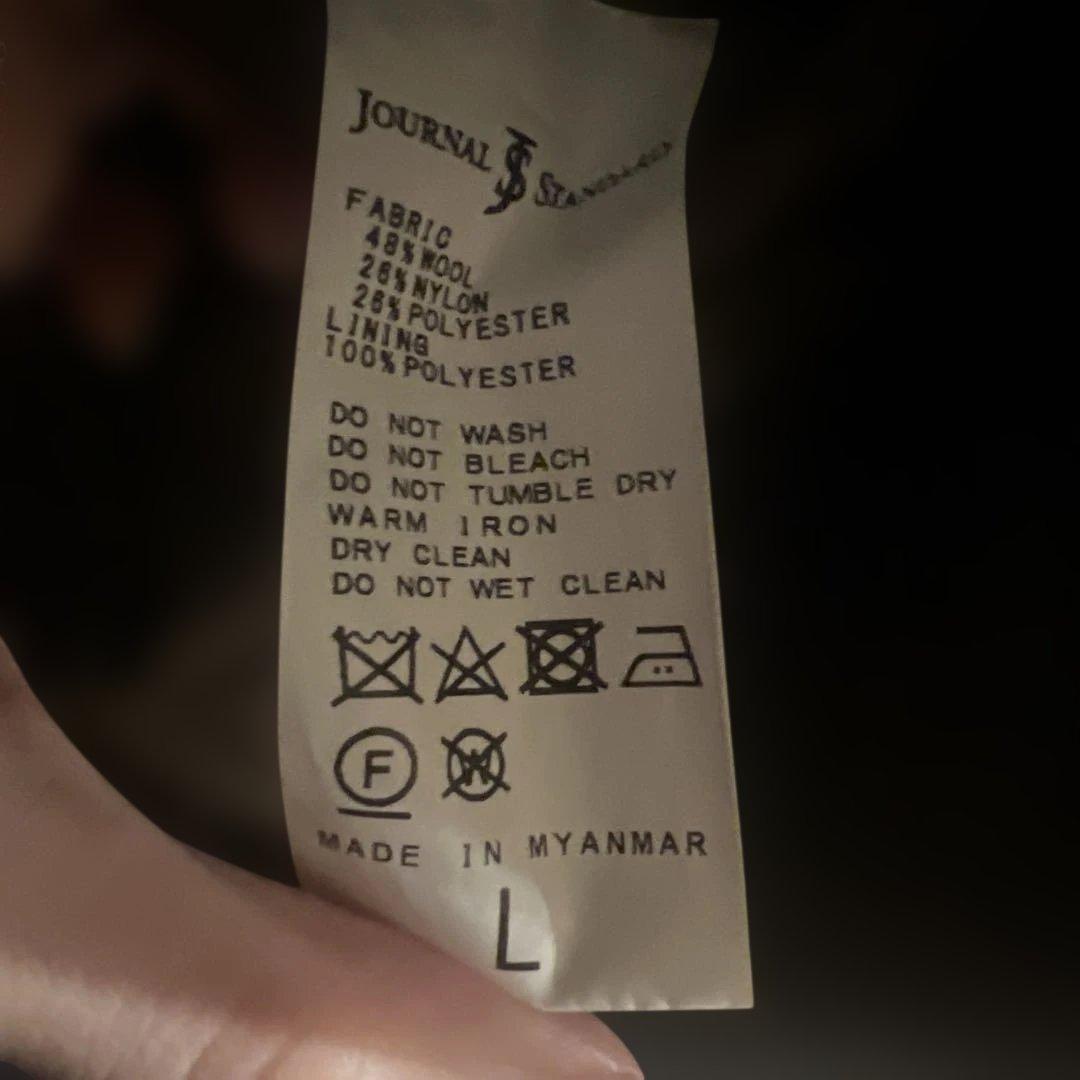 JOURNAL JS STANDARD
FABRIC
48%WOOL
26%NYLON
26%POLYESTER
LINING
100%POLYESTER
DO NOT WASH
DO NOT BLEACH
DO NOT TUMBLE DRY
WARM IRON
DRY CLEAN
DO NOT WET CLEAN
F W
MADE IN MYANMAR
L